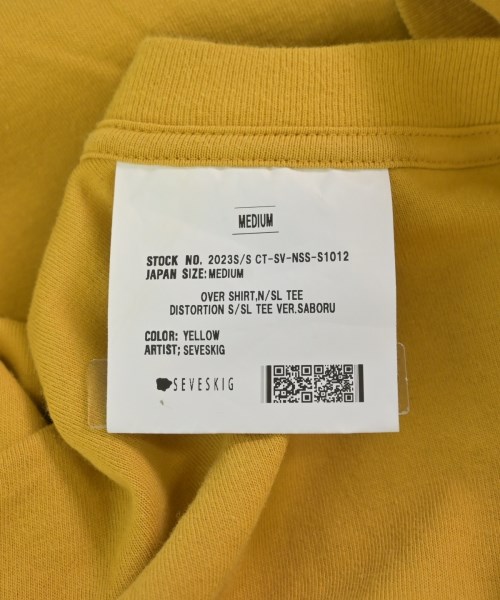 MEDIUM
STOCK NO. 2023S/S CT-SV-NSS-S1012
JAPAN SIZE:MEDIUM
OVER SHIRT,N/SL TEE
DISTORTION S/SL TEE VER.SABORU
COLOR: YELLOW
ARTIST; SEVESKIG
SEVESKIG